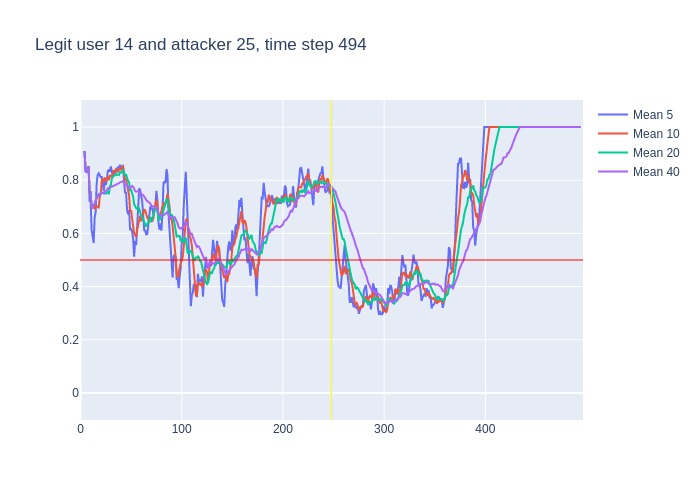 Legit user 14 and attacker 25, time step 494
Mean 5
Mean 10
Mean 20
Mean 40
1
0.8
0.6
0.4
0.2
0
0 100 200 300 400